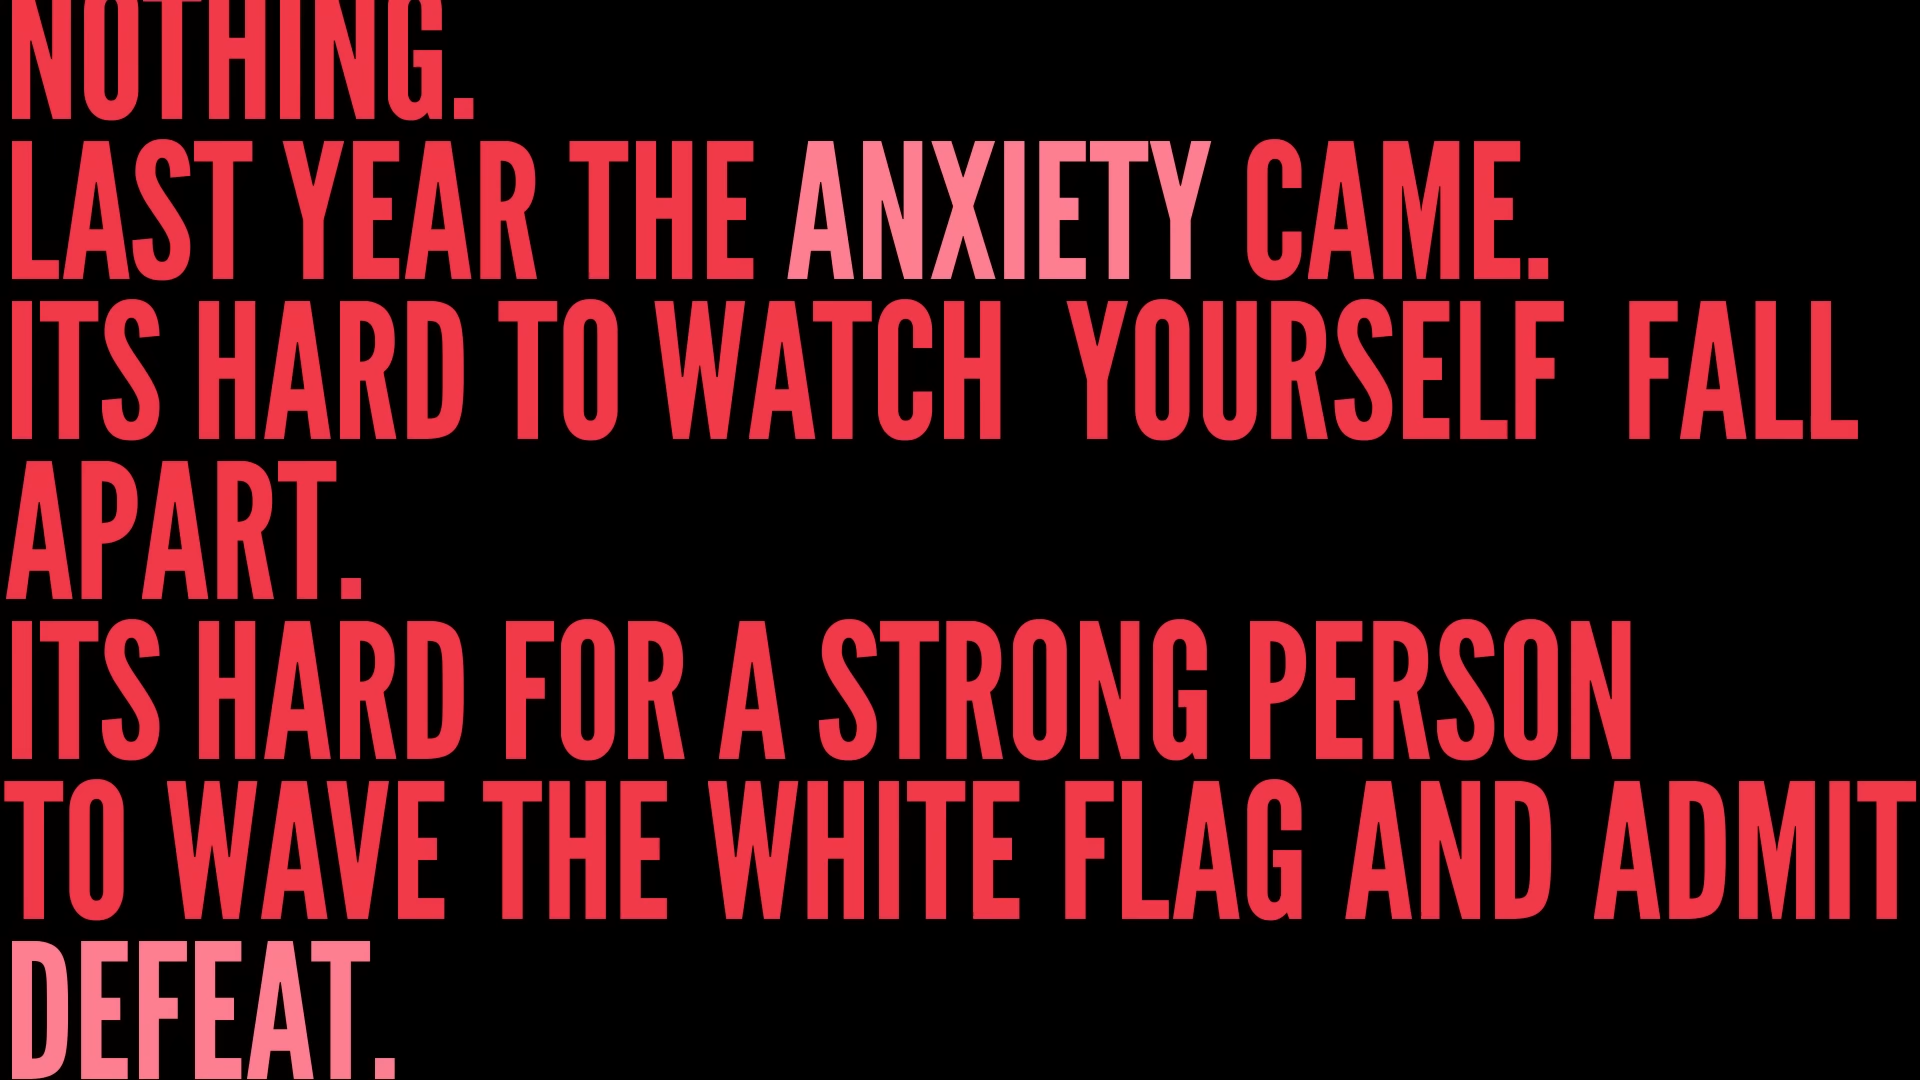 NOTHING.
LAST YEAR THE ANXIETY CAME.
ITS HARD TO WATCH YOURSELF FALL
APART.
ITS HARD FOR A STRONG PERSON
TO WAVE THE WHITE FLAG AND ADMIT
DEFEAT.